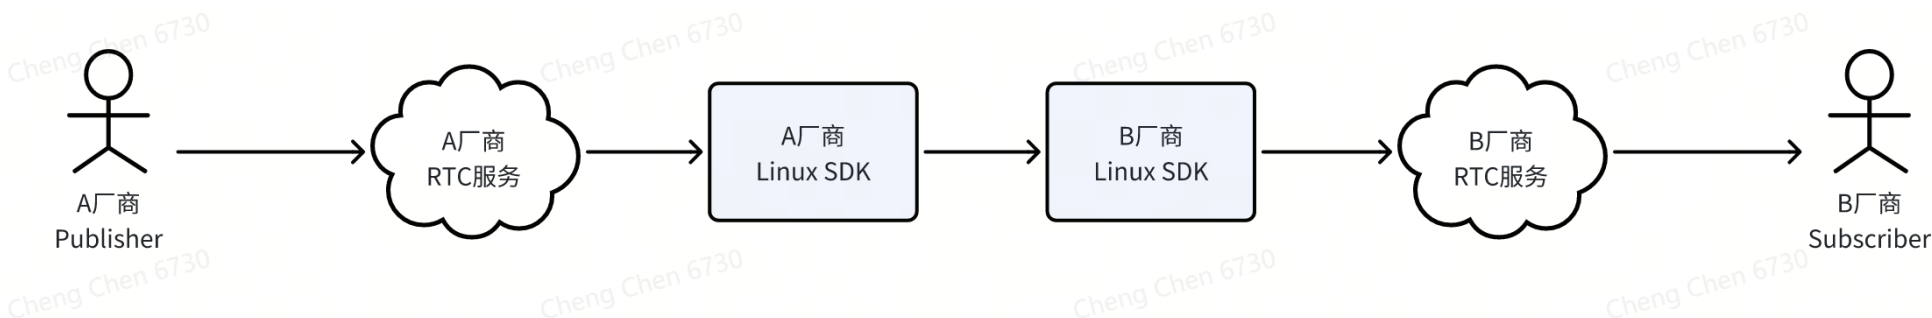 Cheng Chen 6730
Cheng Chen 6730
Cheng Chen 6730
Cheng Chen 6730
A厂商
Publisher
A厂商
RTC服务
A厂商
Linux SDK
B厂商
Linux SDK
B厂商
RTC服务
B厂商
Subscriber
Cheng Chen 6730
Cheng Chen 6730
Cheng Chen 6730
Cheng Chen 6730